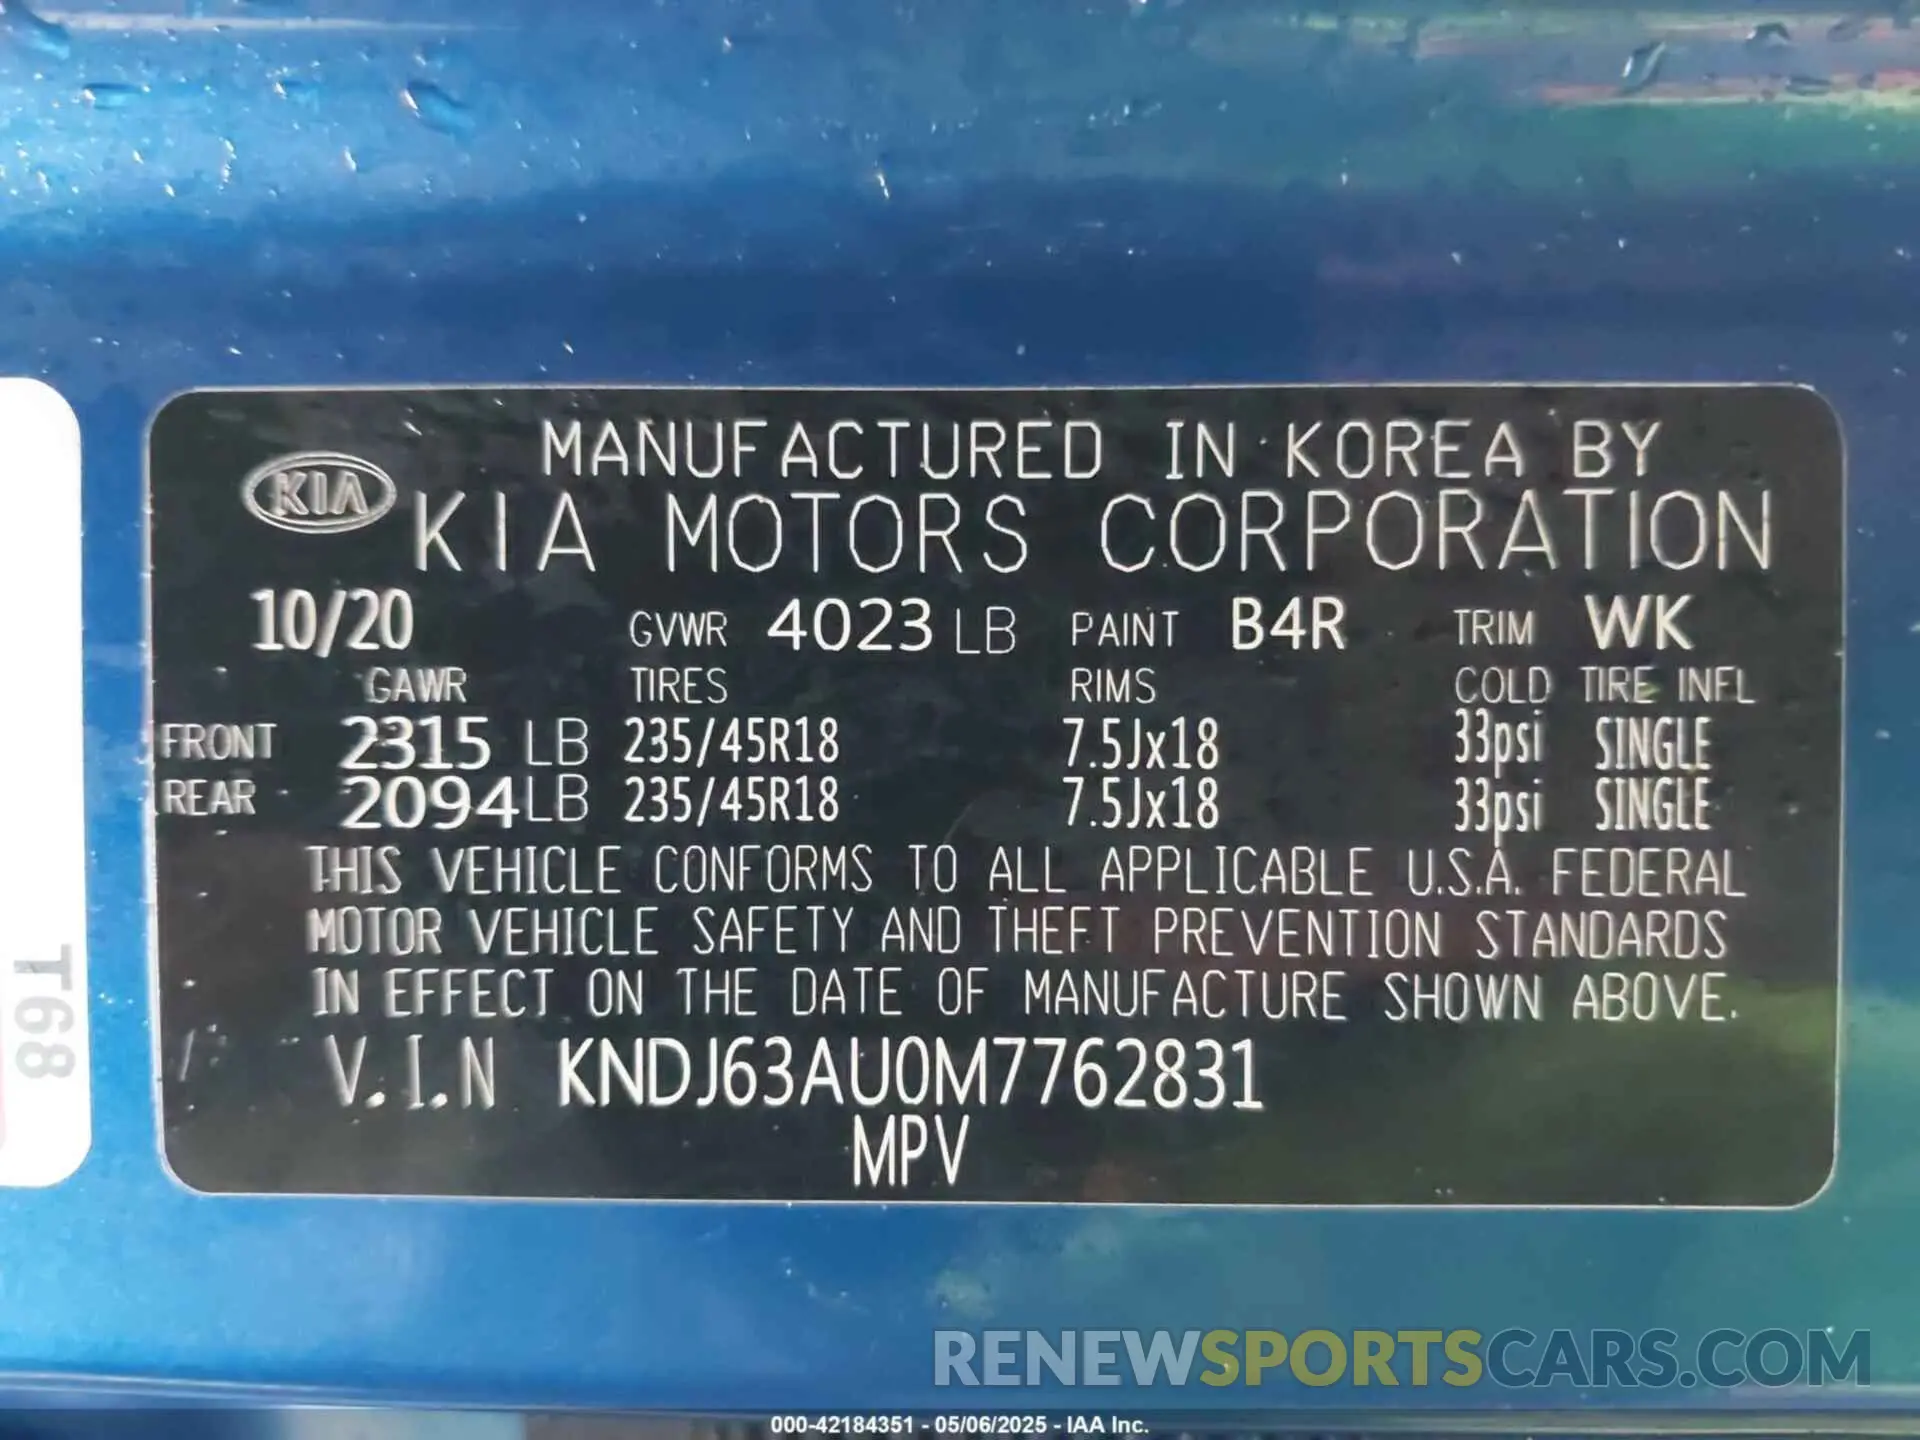 MANUFACTURED IN KOREA BY
KIA KIA MOTORS CORPORATION
10/20 GVWR 4023 LB PAINT B4R TRIM WK
GAWR TIRES RIMS COLD TIRE INFL
FRONT 2315 LB 235/45R18 7.5Jx18 33psi SINGLE
REAR 2094 LB 235/45R18 7.5Jx18 33psi SINGLE
THIS VEHICLE CONFORMS TO ALL APPLICABLE U.S.A. FEDERAL
MOTOR VEHICLE SAFETY AND THEFT PREVENTION STANDARDS
IN EFFECT ON THE DATE OF MANUFACTURE SHOWN ABOVE.
V.I.N KNDJ63AU0M7762831
MPV
T68
RENEWSPORTSCARS.COM
000-42184351 - 05/06/2025 - IAA Inc.